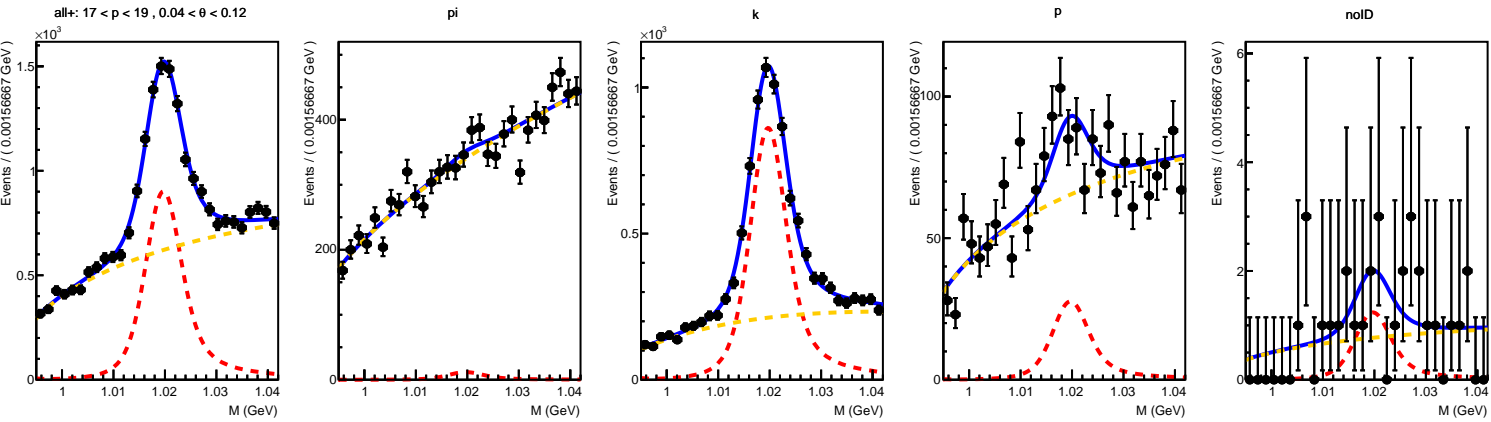 all+: 17 < p < 19 , 0.04 < θ < 0.12
×10³
Events / ( 0.00156667 GeV )
1.5
1
0.5
0
1 1.01 1.02 1.03 1.04
M (GeV)
pi
Events / ( 0.00156667 GeV )
400
200
0
1 1.01 1.02 1.03 1.04
M (GeV)
k
×10³
Events / ( 0.00156667 GeV )
1
0.5
0
1 1.01 1.02 1.03 1.04
M (GeV)
p
Events / ( 0.00156667 GeV )
100
50
0
1 1.01 1.02 1.03 1.04
M (GeV)
noID
Events / ( 0.00156667 GeV )
6
4
2
0
1 1.01 1.02 1.03 1.04
M (GeV)